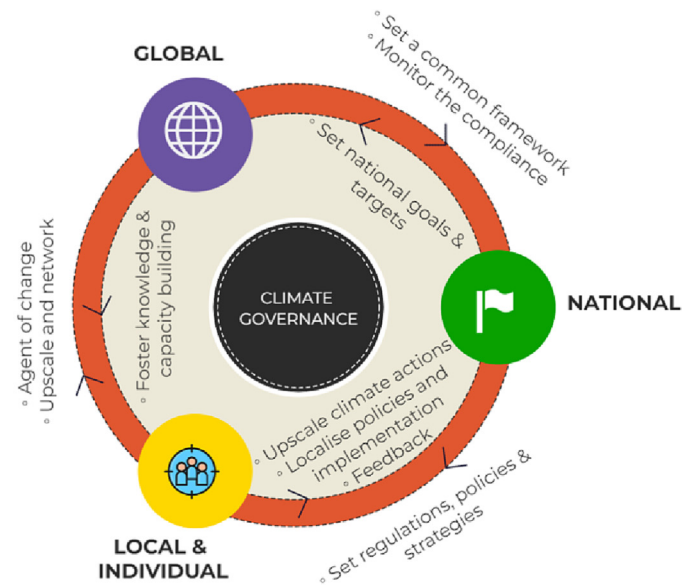 GLOBAL
◦ Set a common framework
◦ Monitor the compliance
◦ Set national goals &
targets
NATIONAL
CLIMATE
GOVERNANCE
◦ Agent of change
◦ Upscale and network
◦ Foster knowledge &
capacity building
◦ Upscale climate actions
◦ Localise policies and
implementation
◦ Feedback
◦ Set regulations, policies &
strategies
LOCAL &
INDIVIDUAL